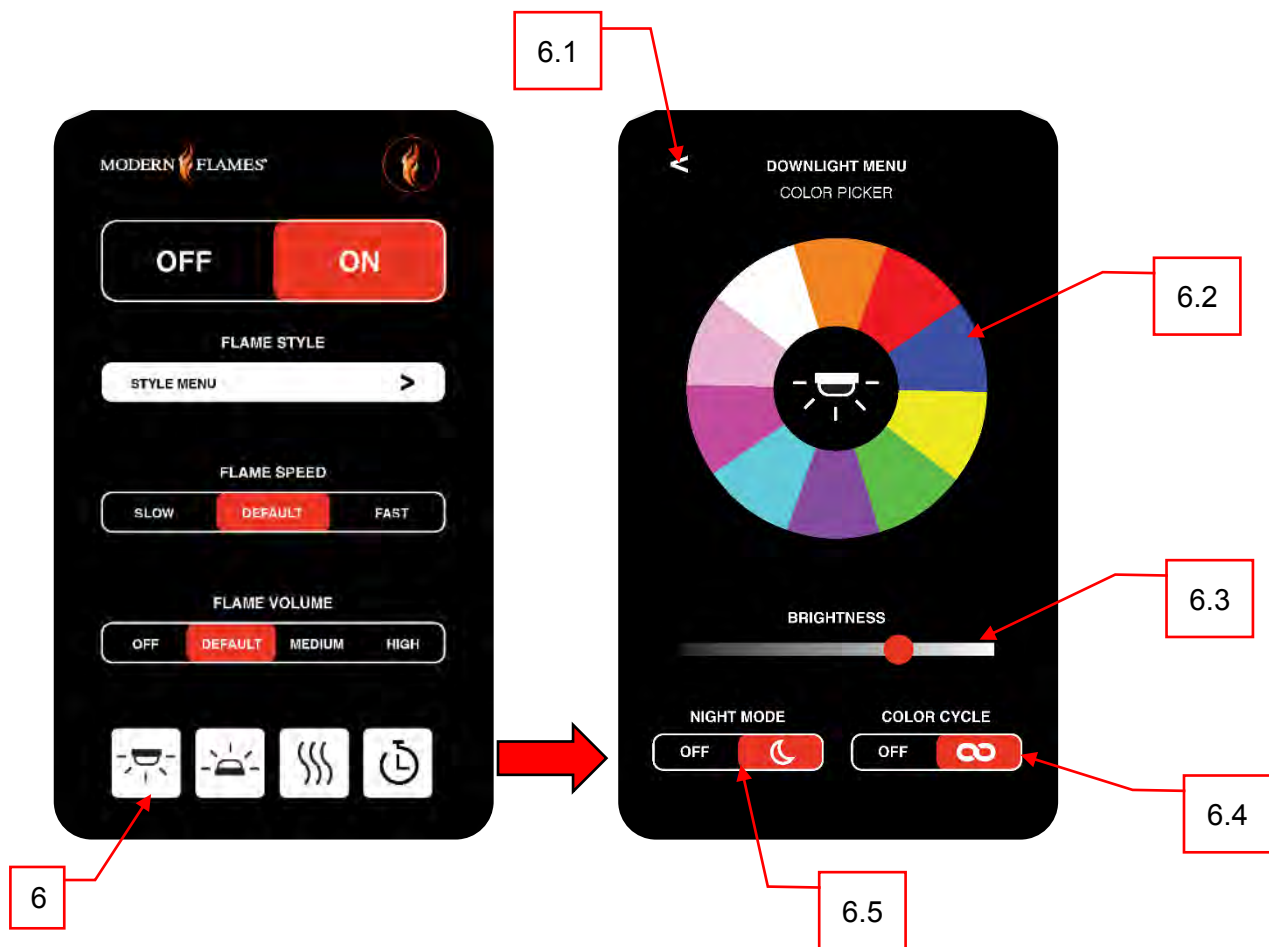 6.1
MODERN FLAMES®
OFF ON
FLAME STYLE
STYLE MENU >
FLAME SPEED
SLOW DEFAULT FAST
FLAME VOLUME
OFF DEFAULT MEDIUM HIGH
6
<
DOWNLIGHT MENU
COLOR PICKER
6.2
BRIGHTNESS
6.3
NIGHT MODE COLOR CYCLE
OFF OFF
6.4
6.5